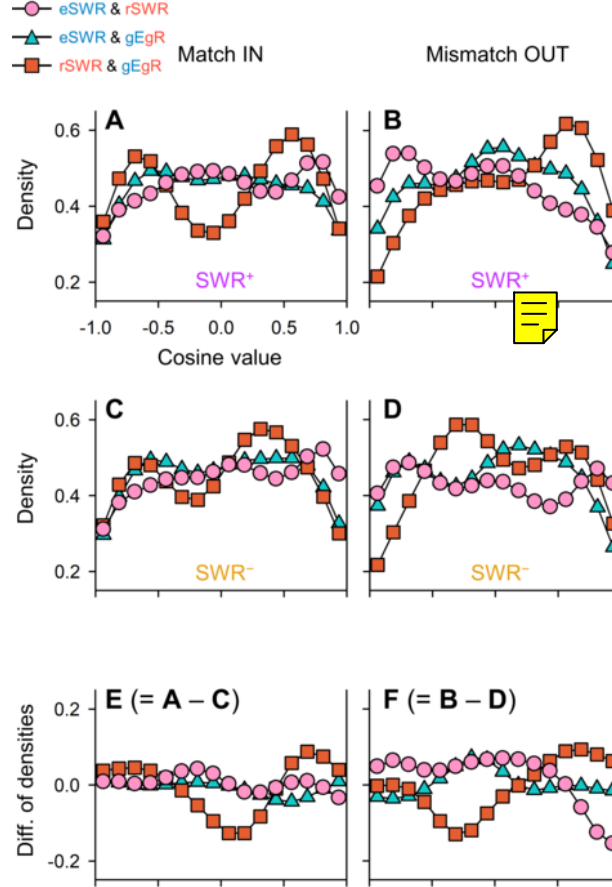 eSWR & rSWR
eSWR & gEgR
rSWR & gEgR
Match IN
Mismatch OUT
A
B
0.6
0.4
0.2
Density
SWR⁺
SWR⁺
-1.0 -0.5 0.0 0.5 1.0
Cosine value
C
D
0.6
0.4
0.2
Density
SWR⁻
SWR⁻
E (= A – C)
F (= B – D)
0.2
0.0
-0.2
Diff. of densities